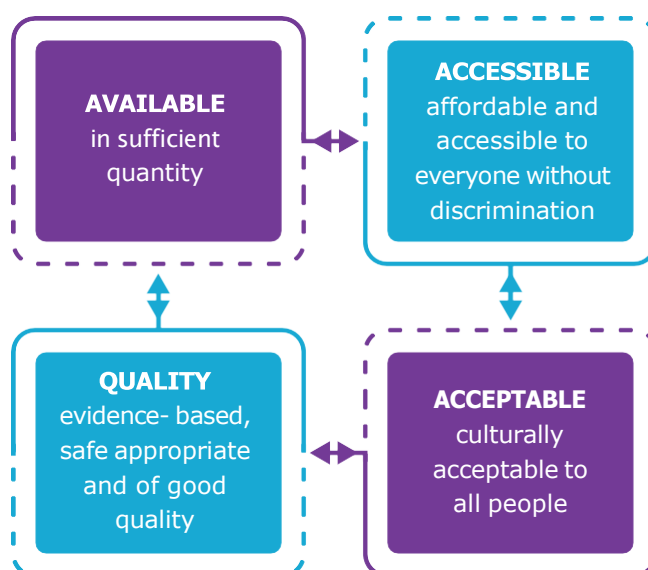 AVAILABLE
in sufficient
quantity
ACCESSIBLE
affordable and
accessible to
everyone without
discrimination
QUALITY
evidence- based,
safe appropriate
and of good
quality
ACCEPTABLE
culturally
acceptable to
all people